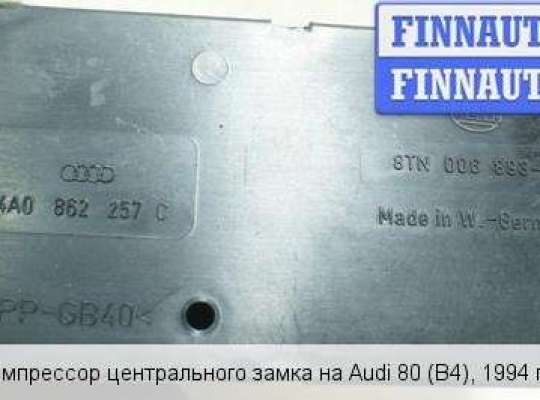 FINNAUT
FINNAUT
8TN 008 893-
4A0 862 257 C
Made in W.-Germ
PP-GB40<
мпрессор центрального замка на Audi 80 (B4), 1994 г